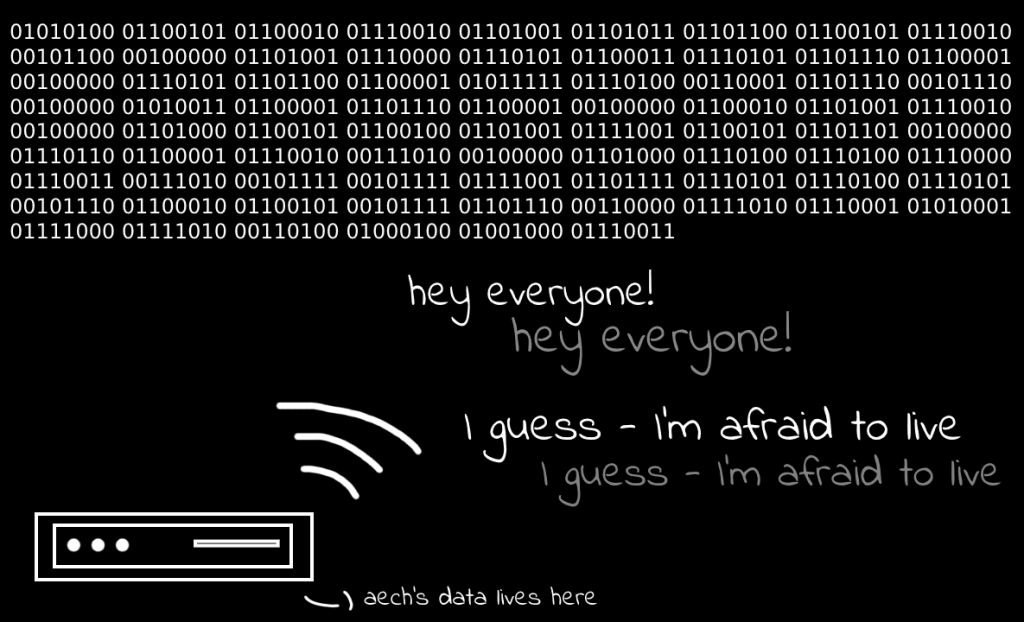 01010100 01100101 01100010 01110010 01101001 01101011 01101100 01100101 01110010
00101100 00100000 01101001 01110000 01110101 01100011 01110101 01101110 01100001
00100000 01110101 01101100 01100001 01011111 01110100 00110001 01101110 00101110
00100000 01010011 01100001 01101110 01100001 00100000 01100010 01101001 01110010
00100000 01101000 01100101 01100100 01101001 01111001 01100101 01101101 00100000
01110110 01100001 01110010 00111010 00100000 01101000 01110100 01110100 01110000
01110011 00111010 00101111 00101111 01111001 01101111 01110101 01110100 01110101
00101110 01100010 01100101 00101111 01101110 00110000 01111010 01110001 01010001
01111000 01111010 00110100 01000100 01001000 01110011
hey everyone!
hey everyone!
I guess - I'm afraid to live
I guess - I'm afraid to live
aech's data lives here